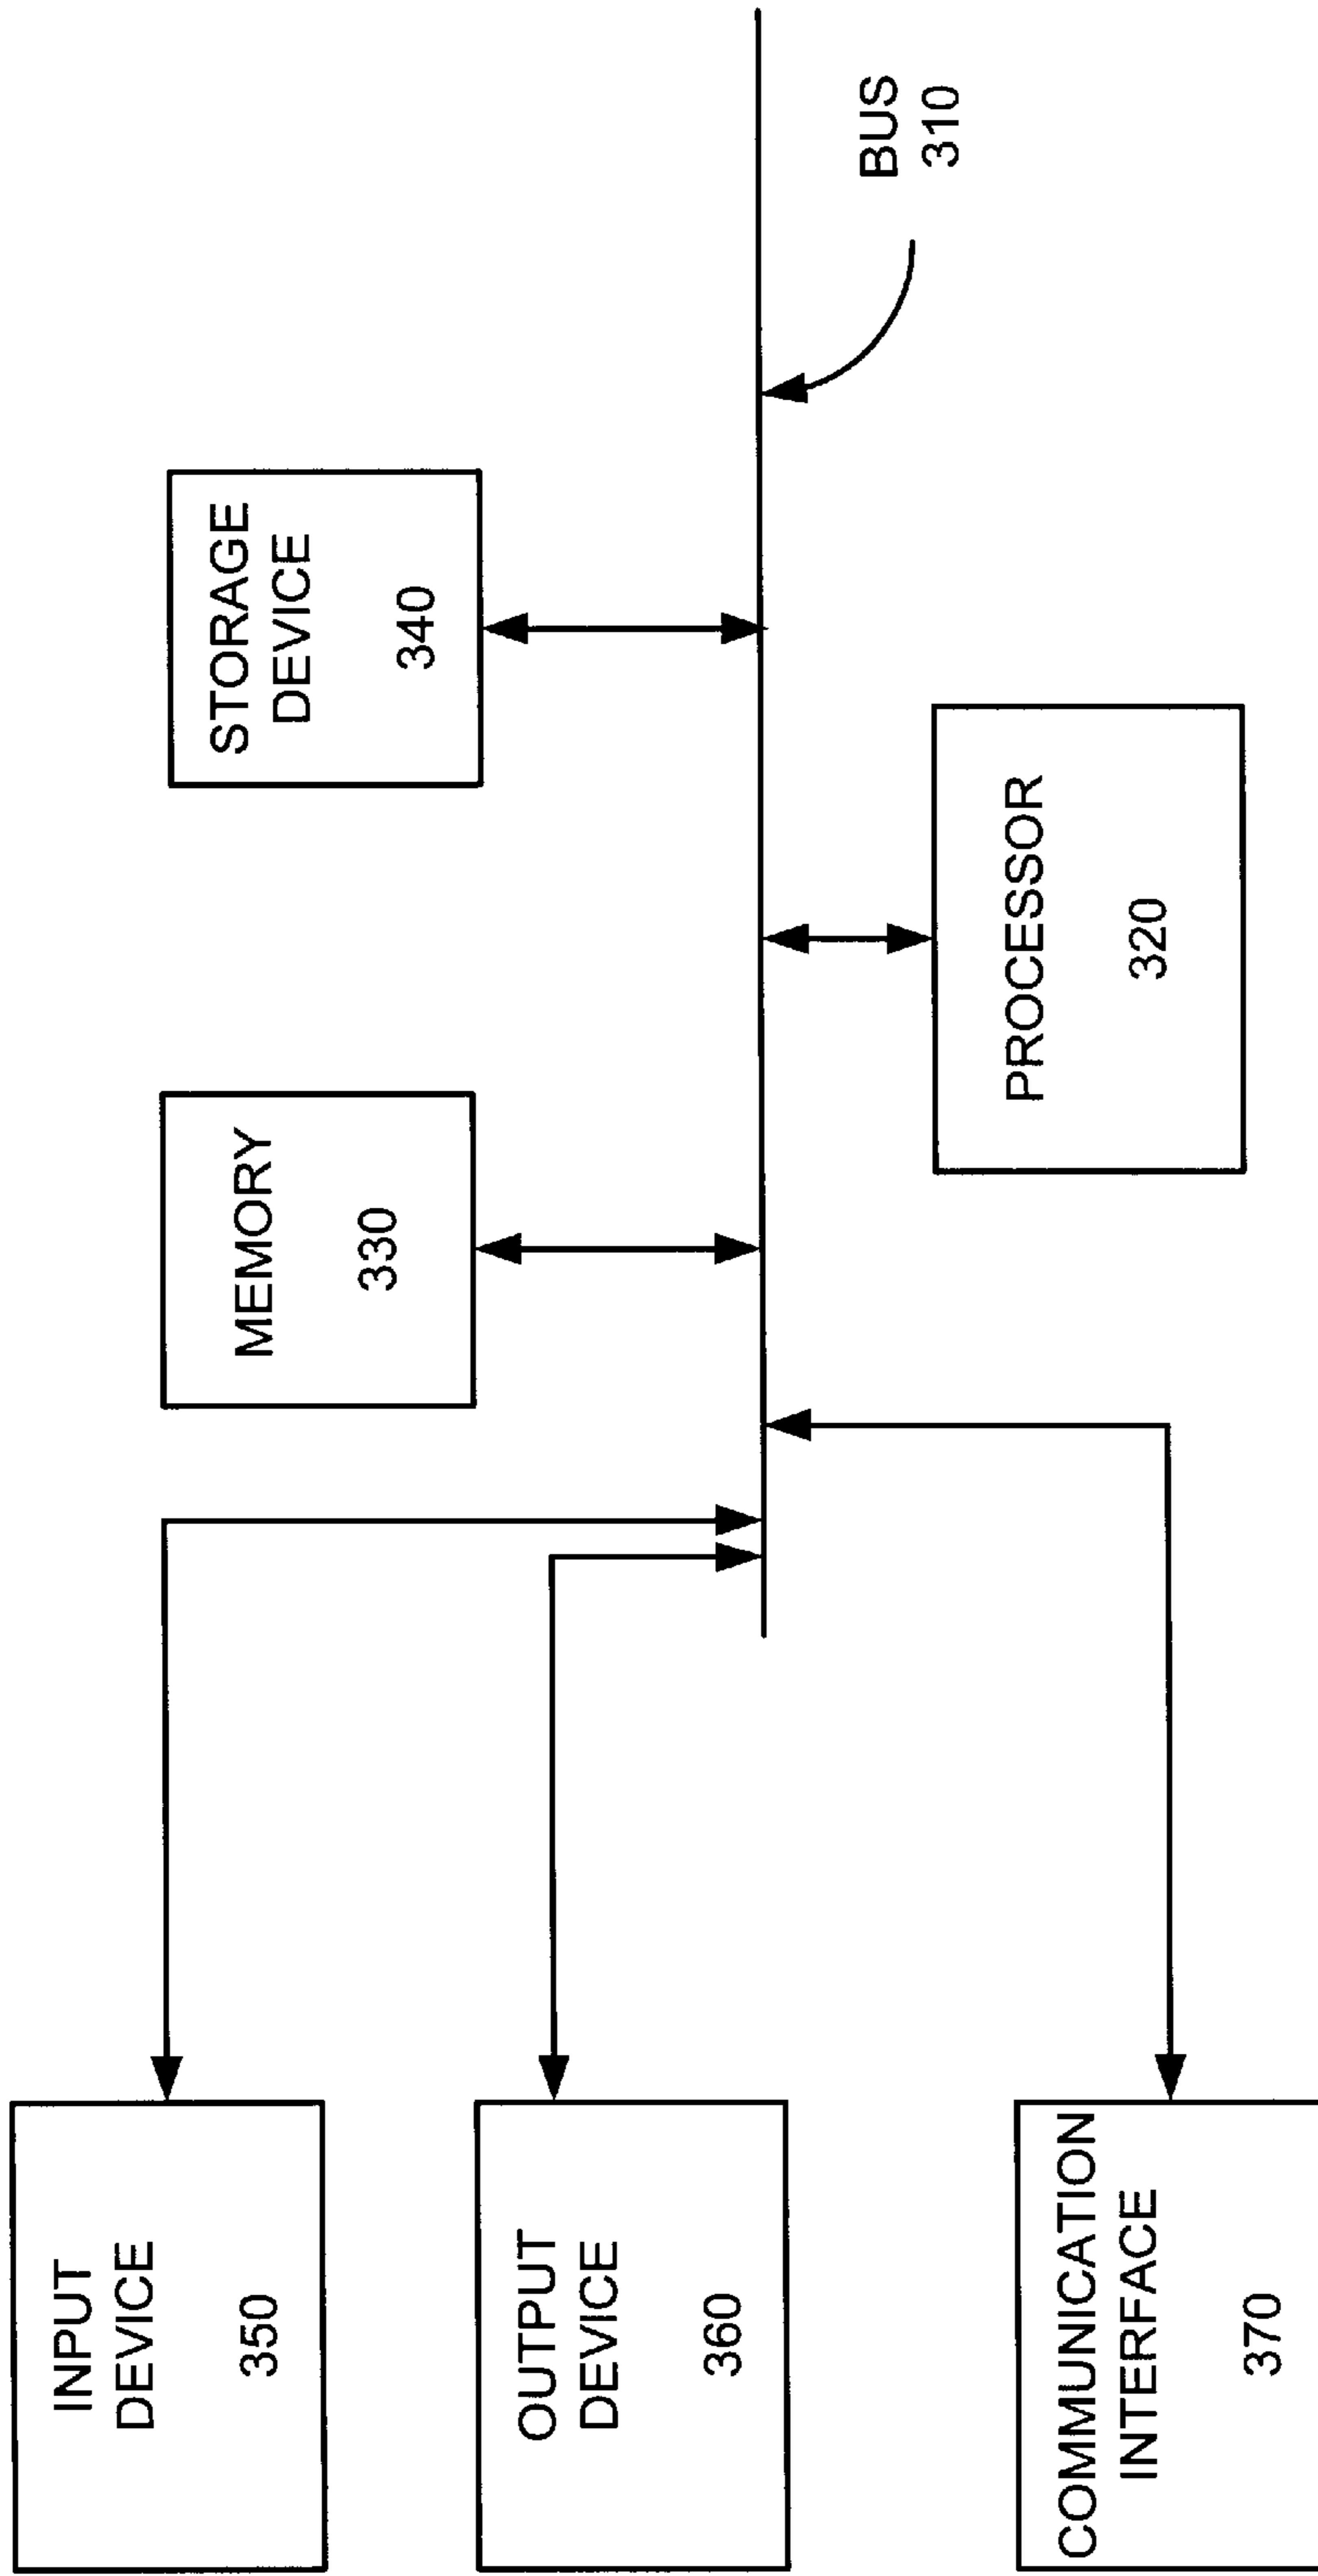 INPUT
DEVICE
350
OUTPUT
DEVICE
360
COMMUNICATION
INTERFACE
370
MEMORY
330
STORAGE
DEVICE
340
PROCESSOR
320
BUS
310